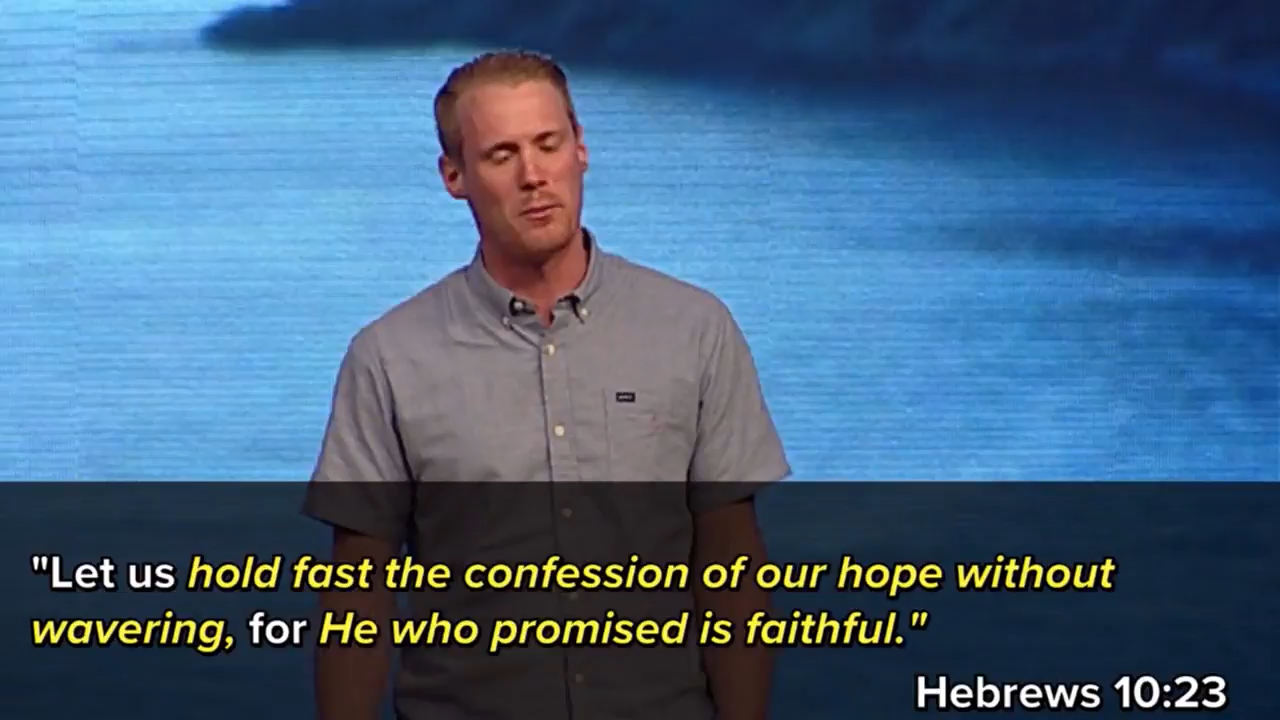 "Let us hold fast the confession of our hope without
wavering, for He who promised is faithful."
Hebrews 10:23